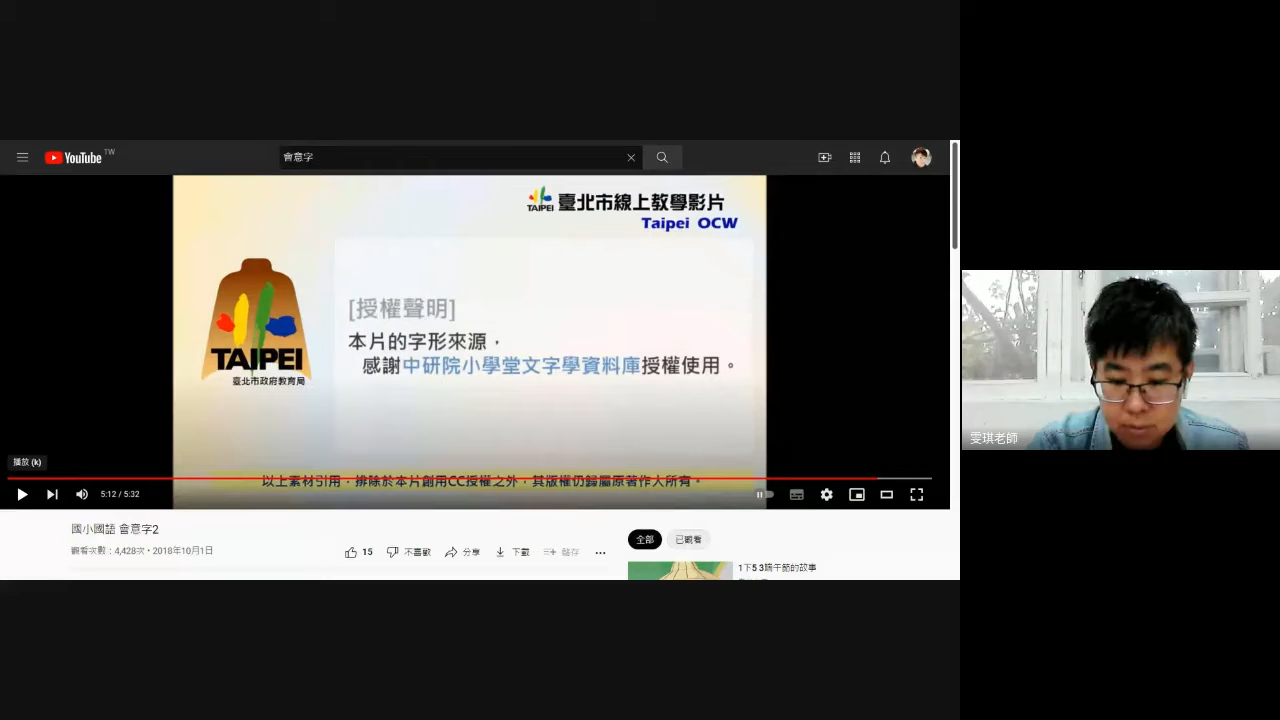 YouTube TW
會意字
TAIPEI 臺北市線上教學影片
Taipei OCW
[授權聲明]
本片的字形來源，
感謝中研院小學堂文字學資料庫授權使用。
TAIPEI
臺北市政府教育局
播放 (k)
以上素材引用，排除於本片創用CC授權之外，其版權仍歸屬原著作人所有。
5:12 / 5:32
國小國語 會意字2
觀看次數：4,428次 • 2018年10月1日
15 不喜歡 分享 下載 儲存
全部 已觀看
1下5 3端午節的故事
雯琪老師